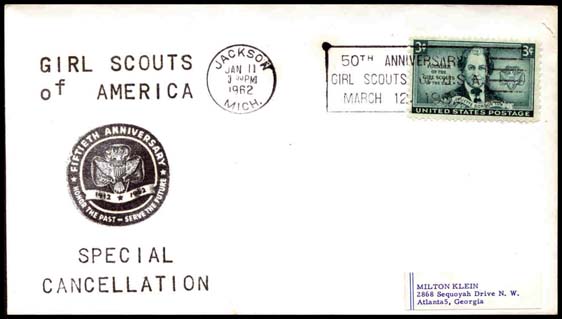 GIRL SCOUTS
of AMERICA
JACKSON
JAN 11
PM
1962
MICH.
50TH ANNIVERSARY
GIRL SCOUTS U.S.A.
MARCH 12,
3¢ 3¢
UNITED STATES POSTAGE
★ FIFTIETH ANNIVERSARY ★
1912 ★ 1962
HONOR THE PAST - SERVE THE FUTURE
SPECIAL
CANCELLATION
MILTON KLEIN
2868 Sequoyah Drive N. W.
Atlanta5, Georgia